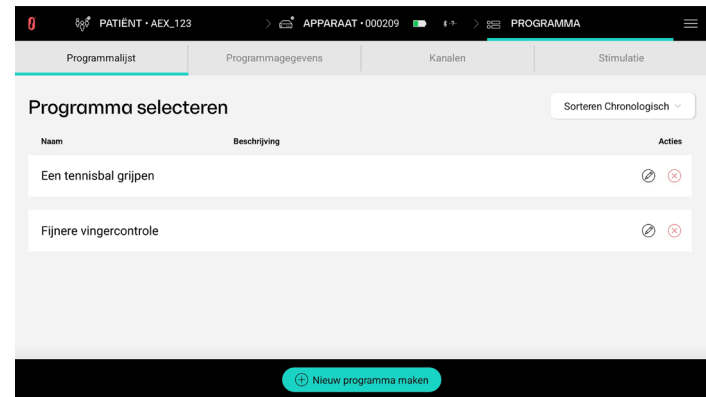 PATIËNT • AEX_123 > APPARAAT • 000209 > PROGRAMMA
Programmalijst Programmagegevens Kanalen Stimulatie
Programma selecteren Sorteren Chronologisch
Naam Beschrijving Acties
Een tennisbal grijpen
Fijnere vingercontrole
Nieuw programma maken